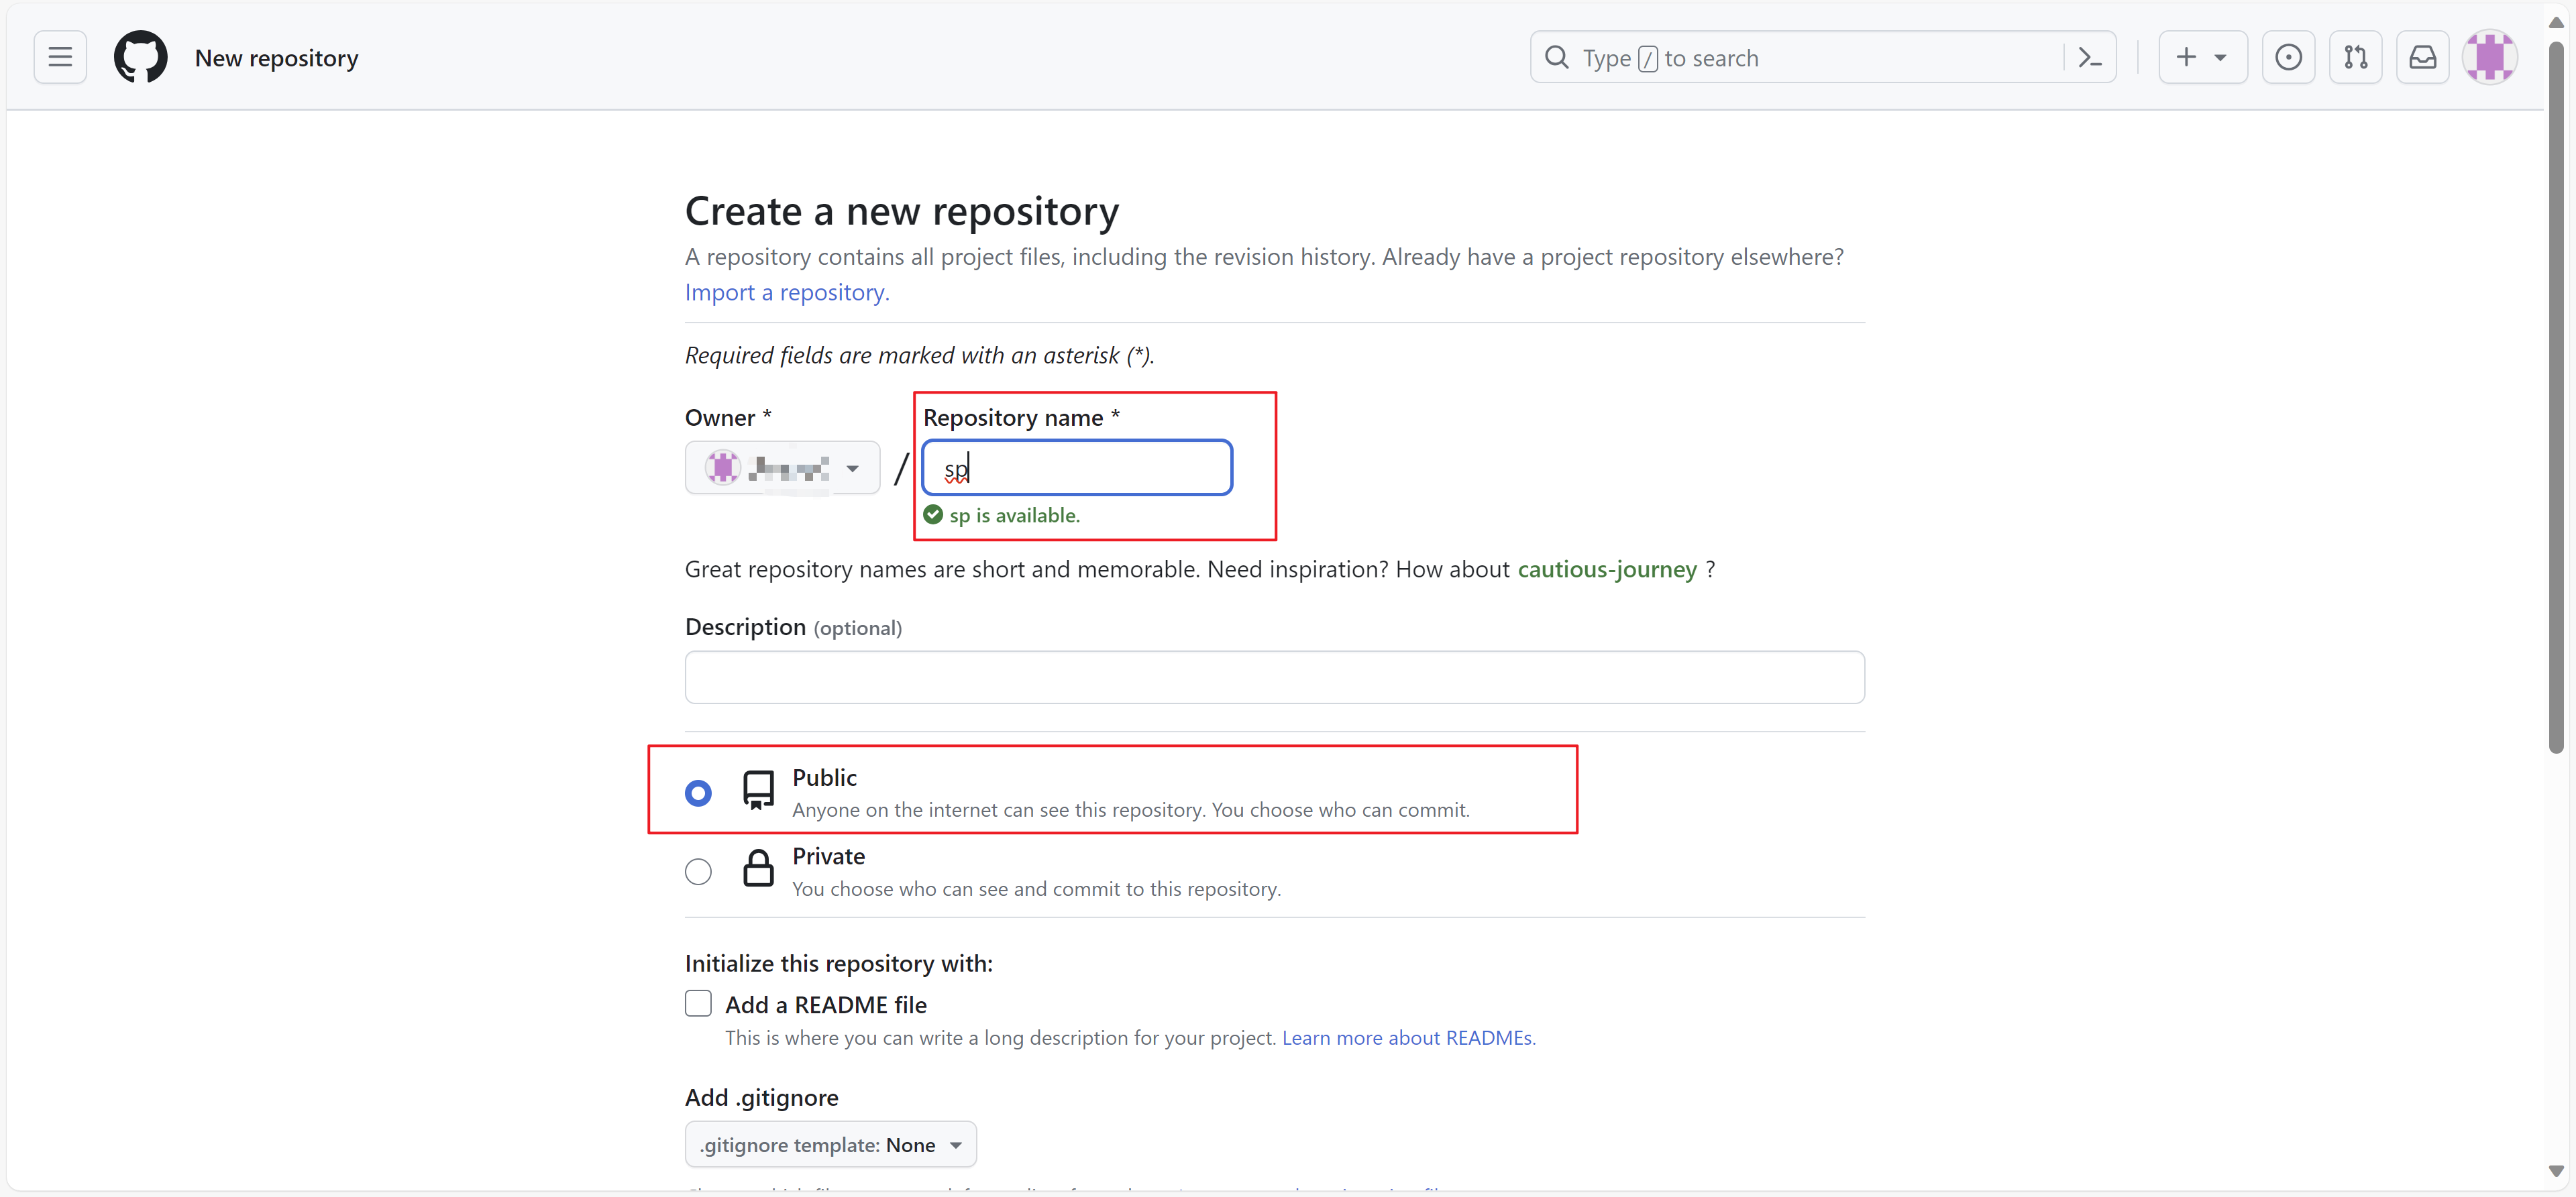 New repository
Type / to search
Create a new repository
A repository contains all project files, including the revision history. Already have a project repository elsewhere?
Import a repository.
Required fields are marked with an asterisk (*).
Owner *
Repository name *
/
sp
sp is available.
Great repository names are short and memorable. Need inspiration? How about cautious-journey ?
Description (optional)
Public
Anyone on the internet can see this repository. You choose who can commit.
Private
You choose who can see and commit to this repository.
Initialize this repository with:
Add a README file
This is where you can write a long description for your project. Learn more about READMEs.
Add .gitignore
.gitignore template: None